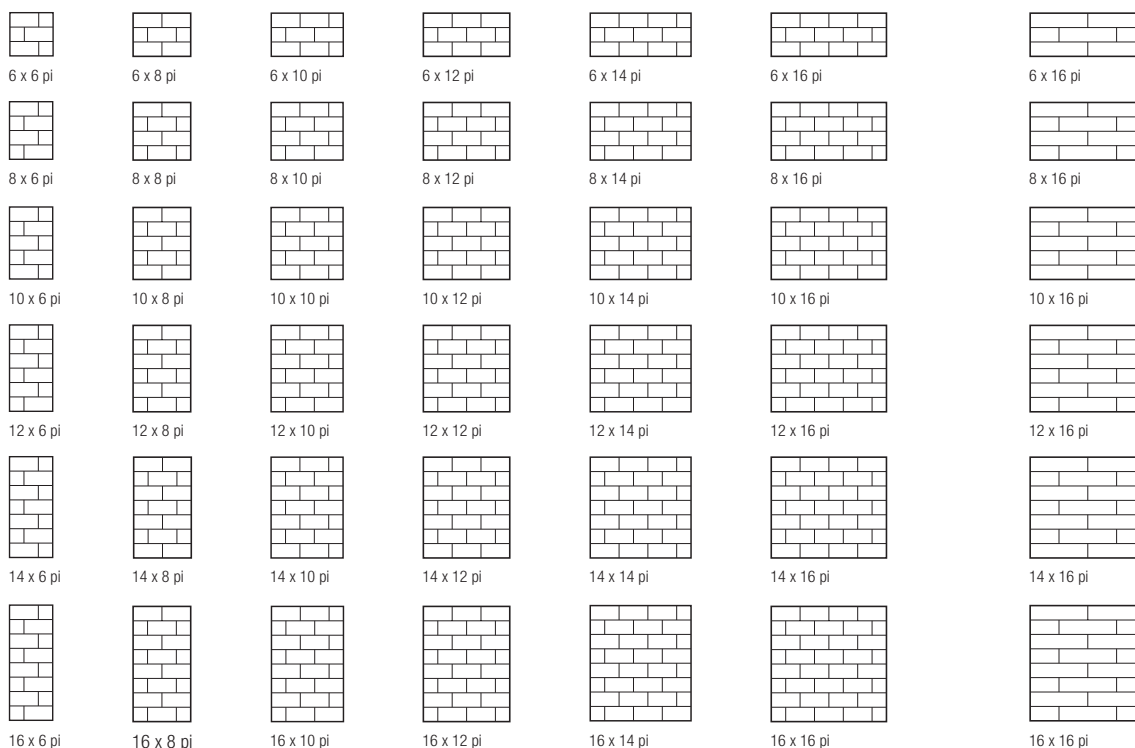 6 x 6 pi 6 x 8 pi 6 x 10 pi 6 x 12 pi 6 x 14 pi 6 x 16 pi 6 x 16 pi
8 x 6 pi 8 x 8 pi 8 x 10 pi 8 x 12 pi 8 x 14 pi 8 x 16 pi 8 x 16 pi
10 x 6 pi 10 x 8 pi 10 x 10 pi 10 x 12 pi 10 x 14 pi 10 x 16 pi 10 x 16 pi
12 x 6 pi 12 x 8 pi 12 x 10 pi 12 x 12 pi 12 x 14 pi 12 x 16 pi 12 x 16 pi
14 x 6 pi 14 x 8 pi 14 x 10 pi 14 x 12 pi 14 x 14 pi 14 x 16 pi 14 x 16 pi
16 x 6 pi 16 x 8 pi 16 x 10 pi 16 x 12 pi 16 x 14 pi 16 x 16 pi 16 x 16 pi